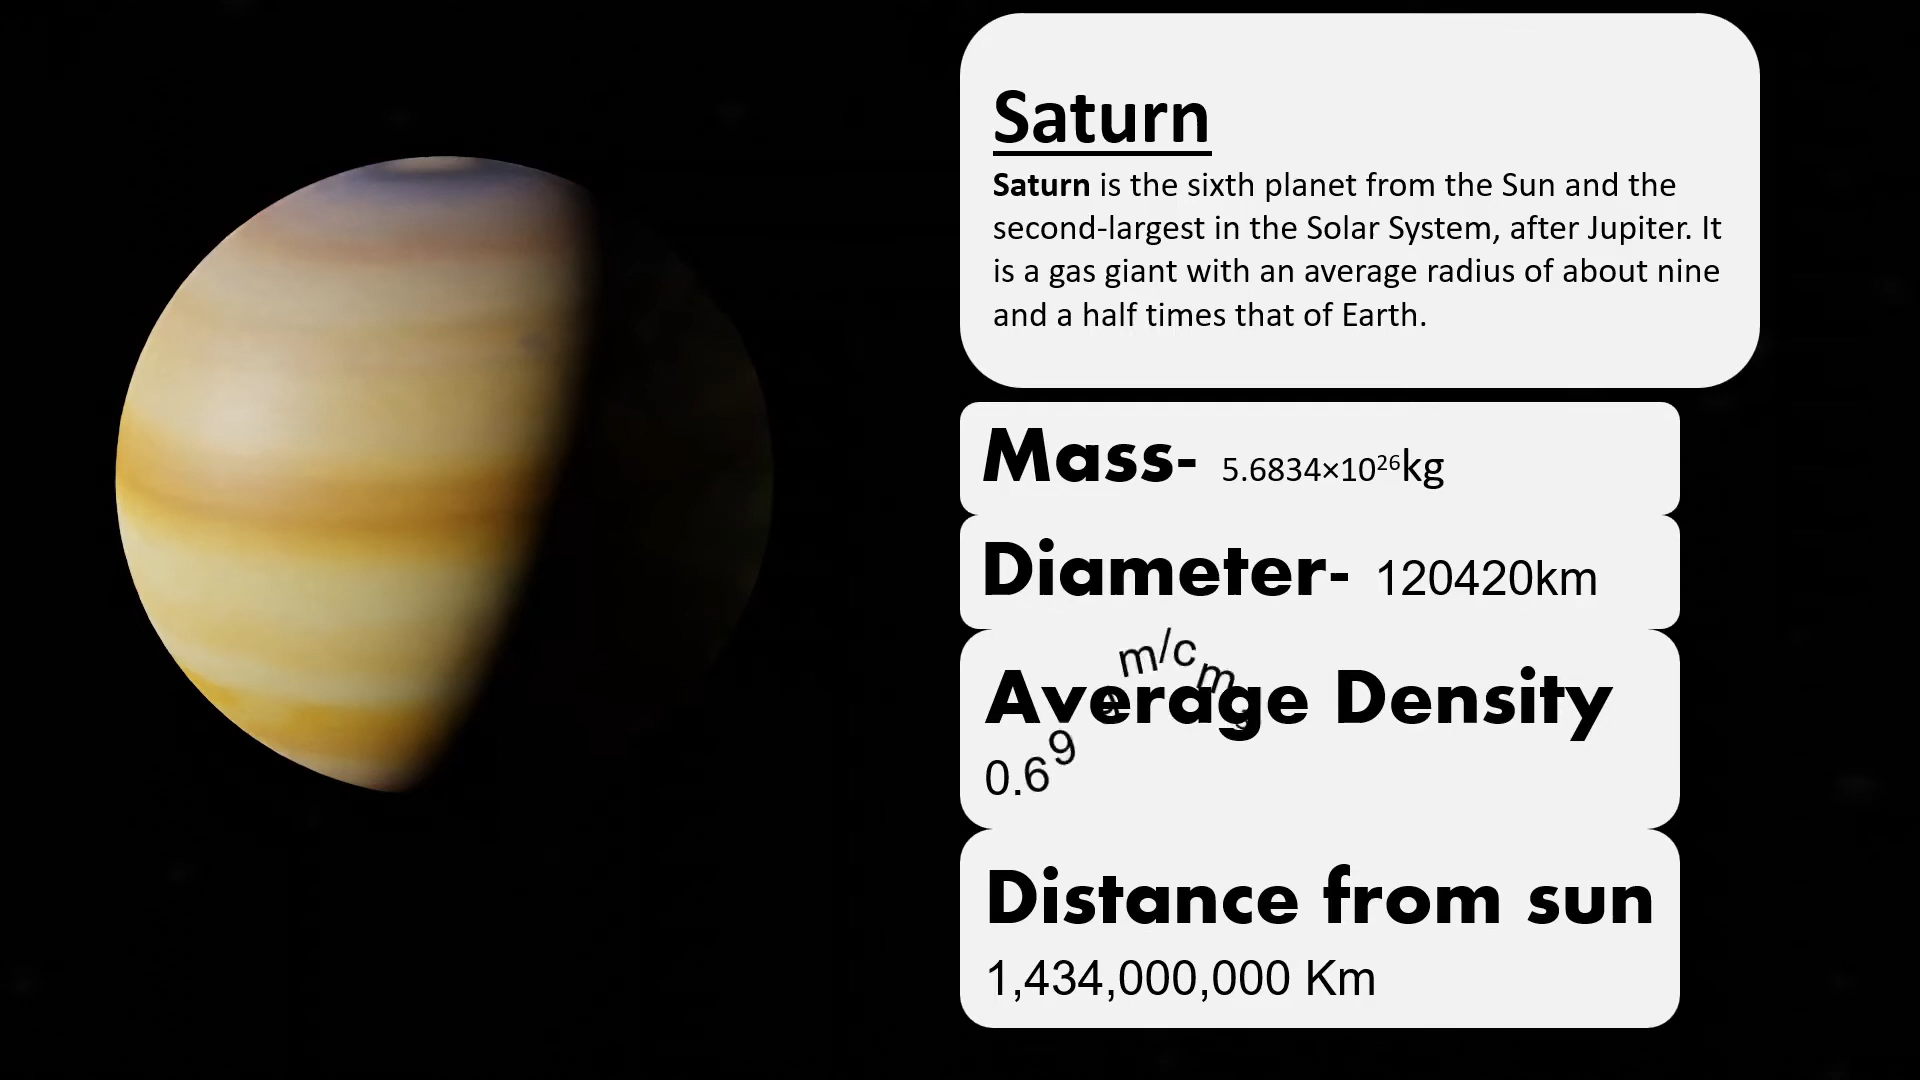 Saturn
Saturn is the sixth planet from the Sun and the
second-largest in the Solar System, after Jupiter. It
is a gas giant with an average radius of about nine
and a half times that of Earth.
Mass- 5.6834×10²⁶kg
Diameter- 120420km
Average Density
0.69
m/cm
Distance from sun
1,434,000,000 Km